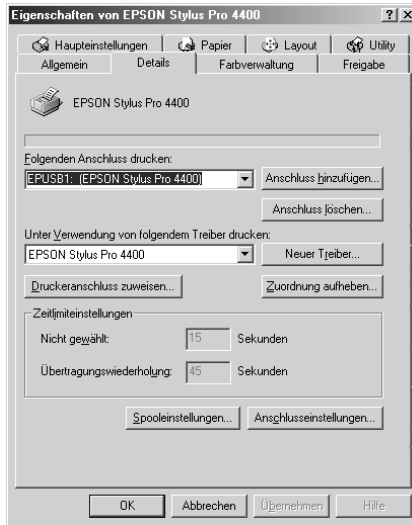 Eigenschaften von EPSON Stylus Pro 4400
Haupteinstellungen Papier Layout Utility
Allgemein Details Farbverwaltung Freigabe
EPSON Stylus Pro 4400
Folgenden Anschluss drucken:
EPUSB1: (EPSON Stylus Pro 4400) Anschluss hinzufügen...
Anschluss löschen...
Unter Verwendung von folgendem Treiber drucken:
EPSON Stylus Pro 4400 Neuer Treiber...
Druckeranschluss zuweisen... Zuordnung aufheben...
Zeitlimiteinstellungen
Nicht gewählt: 15 Sekunden
Übertragungswiederholung: 45 Sekunden
Spooleinstellungen... Anschlusseinstellungen...
OK Abbrechen Übernehmen Hilfe